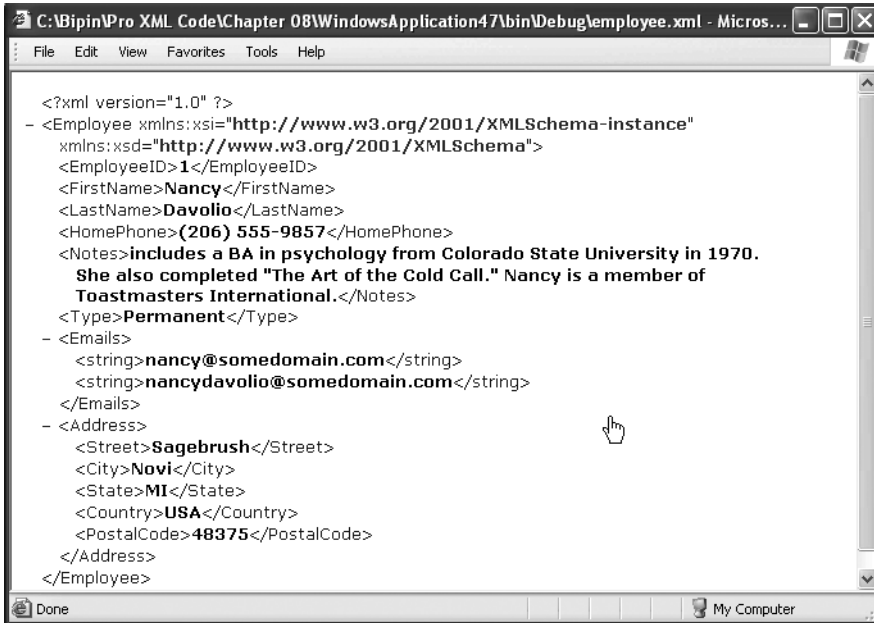 C:\Bipin\Pro XML Code\Chapter 08\WindowsApplication47\bin\Debug\employee.xml - Micros...
File Edit View Favorites Tools Help
<?xml version="1.0" ?>
- <Employee xmlns:xsi="http://www.w3.org/2001/XMLSchema-instance"
xmlns:xsd="http://www.w3.org/2001/XMLSchema">
<EmployeeID>1</EmployeeID>
<FirstName>Nancy</FirstName>
<LastName>Davolio</LastName>
<HomePhone>(206) 555-9857</HomePhone>
<Notes>includes a BA in psychology from Colorado State University in 1970.
She also completed "The Art of the Cold Call." Nancy is a member of
Toastmasters International.</Notes>
<Type>Permanent</Type>
- <Emails>
<string>nancy@somedomain.com</string>
<string>nancydavolio@somedomain.com</string>
</Emails>
- <Address>
<Street>Sagebrush</Street>
<City>Novi</City>
<State>MI</State>
<Country>USA</Country>
<PostalCode>48375</PostalCode>
</Address>
</Employee>
Done My Computer